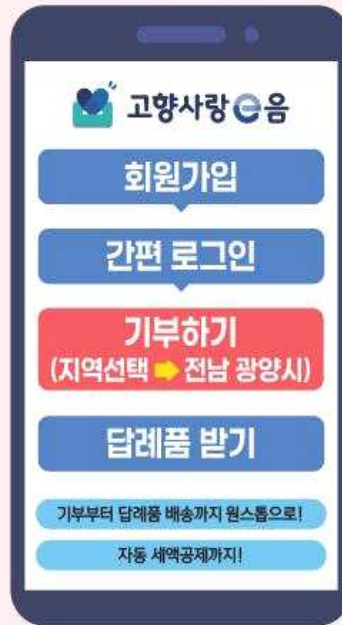 고향사랑e음
회원가입
간편 로그인
기부하기
(지역선택 ➡ 전남 광양시)
답례품 받기
기부부터 답례품 배송까지 원스톱으로!
자동 세액공제까지!